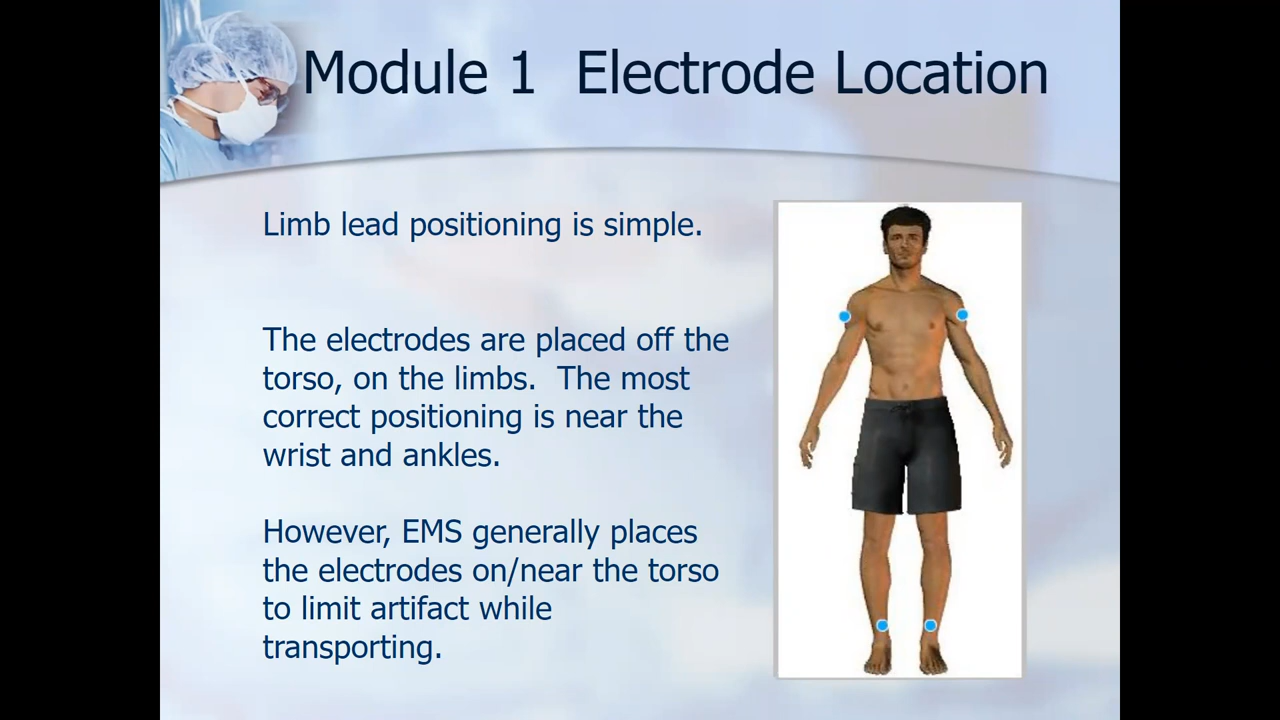 Module 1  Electrode Location
Limb lead positioning is simple.
The electrodes are placed off the
torso, on the limbs.  The most
correct positioning is near the
wrist and ankles.
However, EMS generally places
the electrodes on/near the torso
to limit artifact while
transporting.